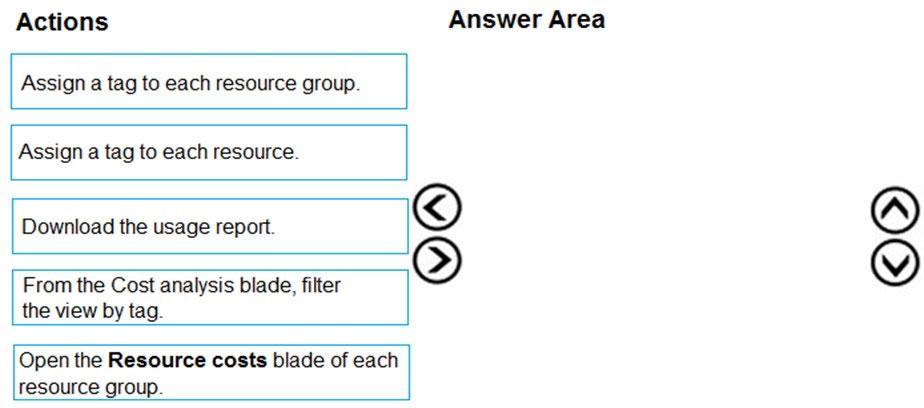 Actions
Answer Area
Assign a tag to each resource group.
Assign a tag to each resource.
Download the usage report.
From the Cost analysis blade, filter
the view by tag.
Open the Resource costs blade of each
resource group.